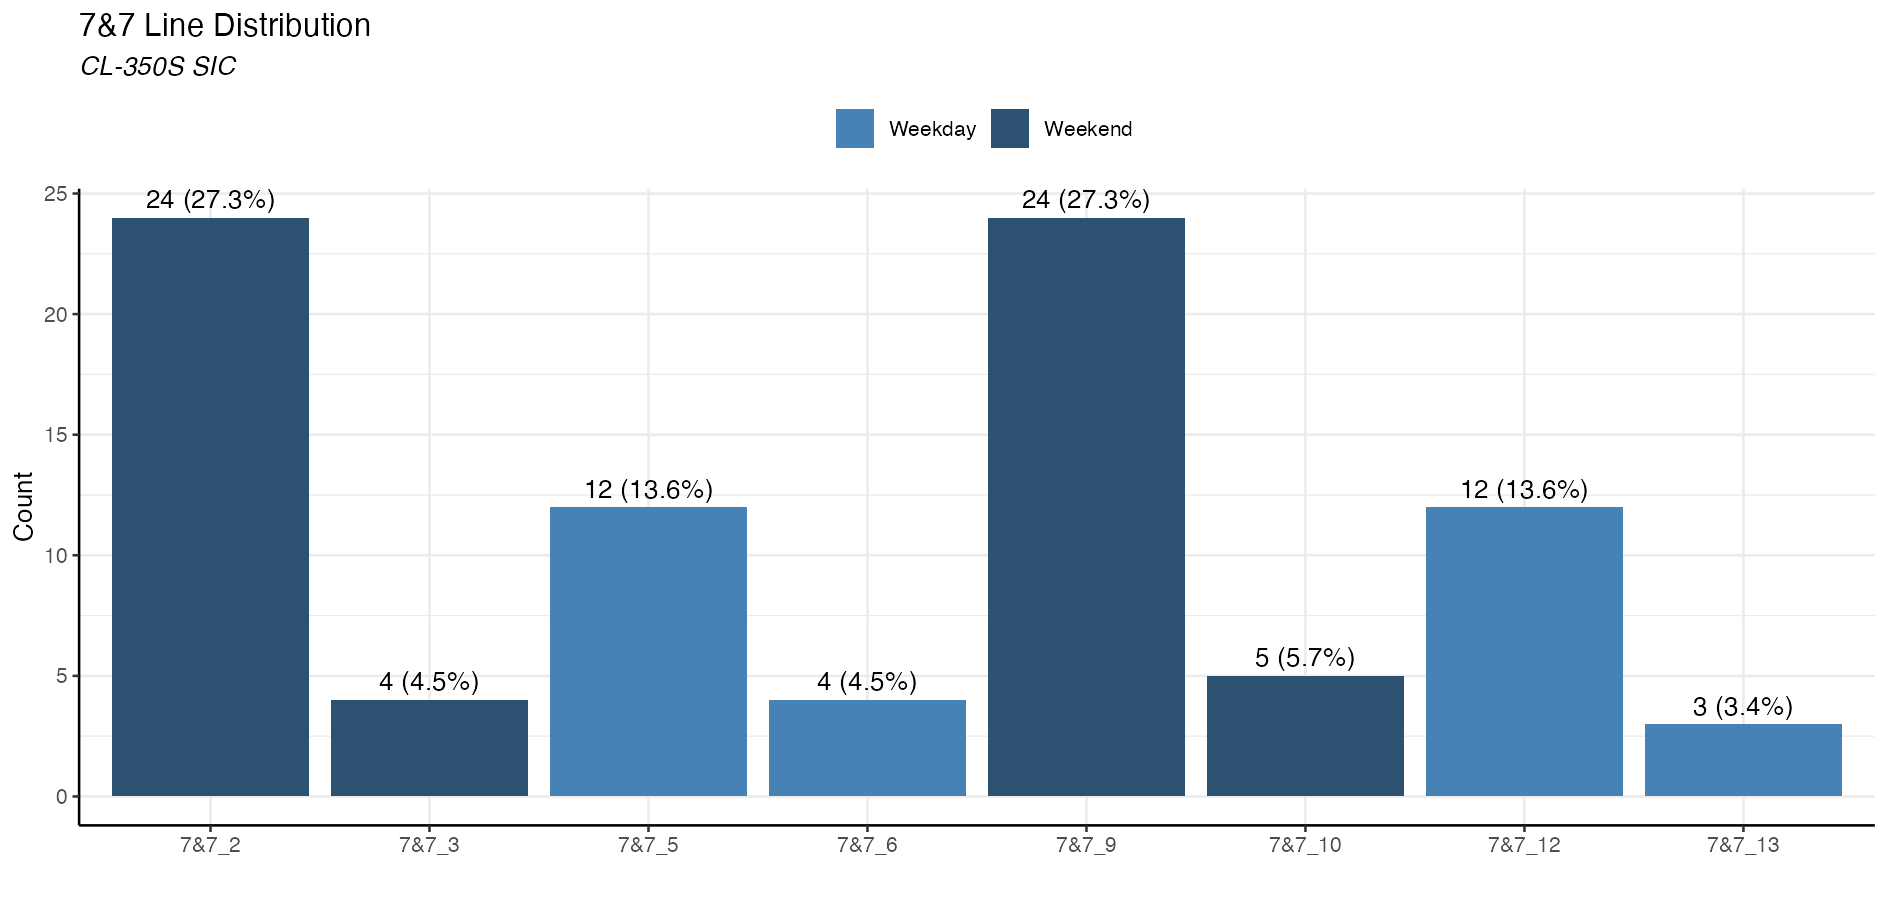 7&7 Line Distribution
CL-350S SIC
Weekday Weekend
25
24 (27.3%) 24 (27.3%)
20
15
12 (13.6%) 12 (13.6%)
Count
10
5 (5.7%)
5
4 (4.5%) 4 (4.5%)
3 (3.4%)
0
7&7_2 7&7_3 7&7_5 7&7_6 7&7_9 7&7_10 7&7_12 7&7_13